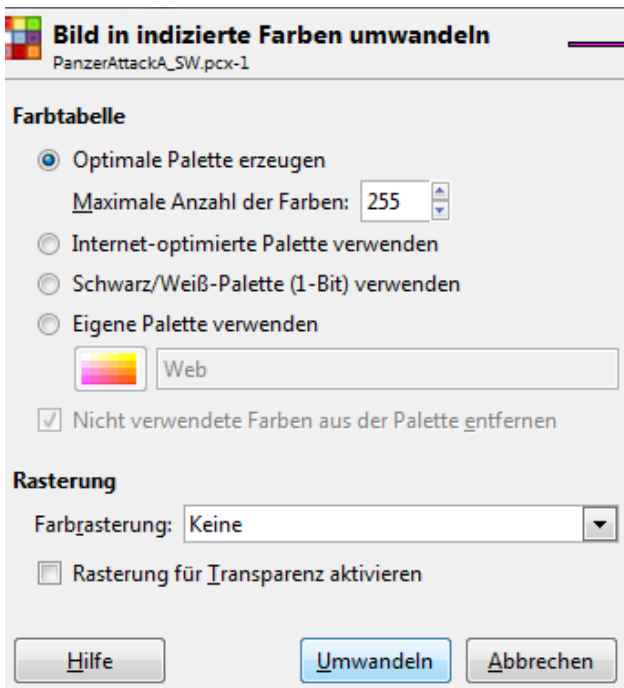 Bild in indizierte Farben umwandeln
PanzerAttackA_SW.pcx-1
Farbtabelle
Optimale Palette erzeugen
Maximale Anzahl der Farben: 255
Internet-optimierte Palette verwenden
Schwarz/Weiß-Palette (1-Bit) verwenden
Eigene Palette verwenden
Web
Nicht verwendete Farben aus der Palette entfernen
Rasterung
Farbrasterung: Keine
Rasterung für Transparenz aktivieren
Hilfe Umwandeln Abbrechen